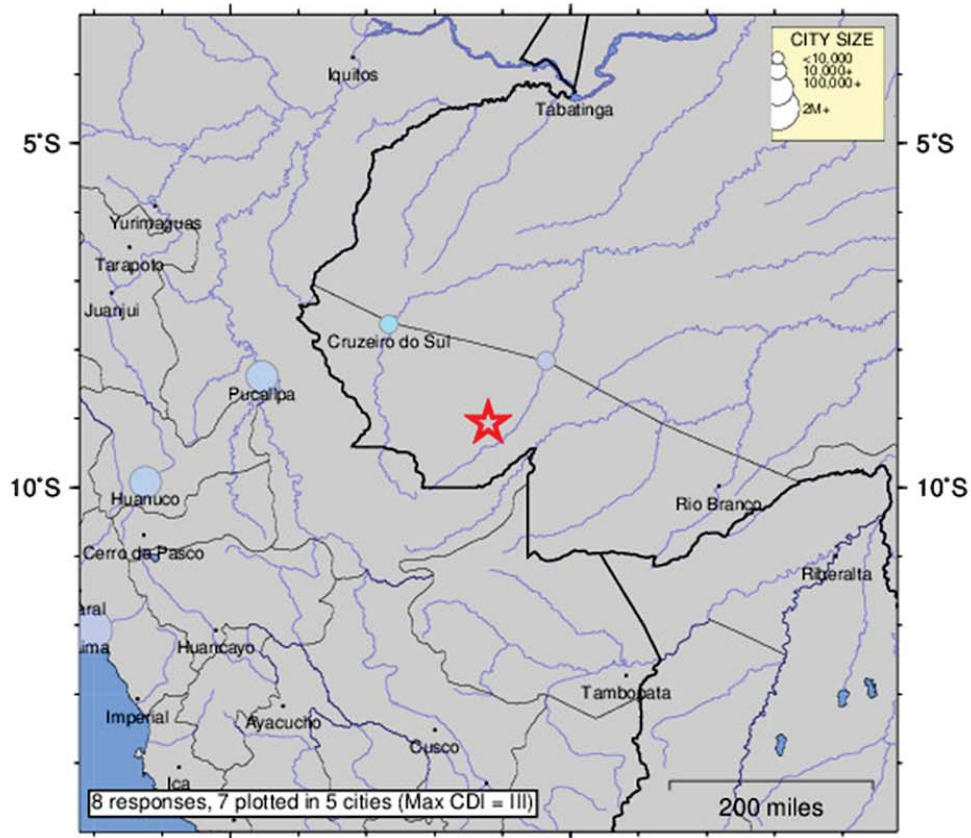 CITY SIZE
<10,000
10,000+
100,000+
2M+
Iquitos
Tabatinga
5°S
5°S
Yurimaguas
Tarapoto
Juanjui
Cruzeiro do Sul
Pucallpa
10°S
10°S
Huanuco
Rio Branco
Cerro de Pasco
Riberalta
aral
ima
Huancayo
Tambopata
Imperial
Ayacucho
Cusco
Ica
8 responses, 7 plotted in 5 cities (Max CDI = III)
200 miles